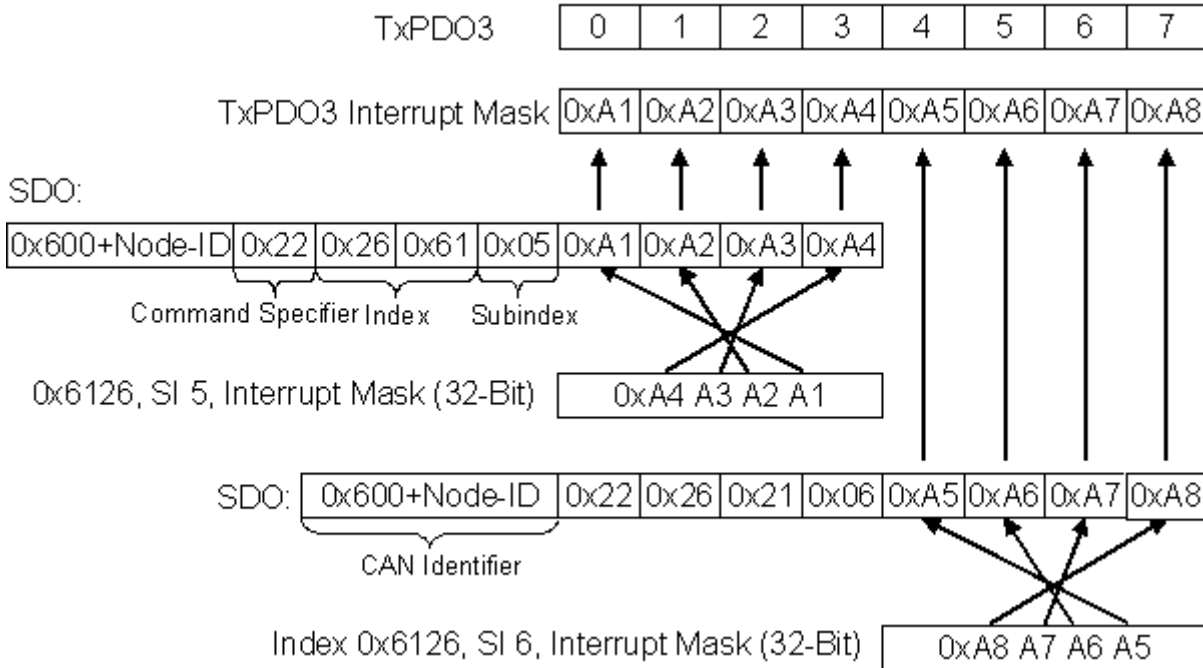 TxPDO3 0 1 2 3 4 5 6 7
TxPDO3 Interrupt Mask 0xA1 0xA2 0xA3 0xA4 0xA5 0xA6 0xA7 0xA8
SDO:
0x600+Node-ID 0x22 0x26 0x61 0x05 0xA1 0xA2 0xA3 0xA4
Command Specifier Index Subindex
0x6126, SI 5, Interrupt Mask (32-Bit) 0xA4 A3 A2 A1
SDO: 0x600+Node-ID 0x22 0x26 0x21 0x06 0xA5 0xA6 0xA7 0xA8
CAN Identifier
Index 0x6126, SI 6, Interrupt Mask (32-Bit) 0xA8 A7 A6 A5